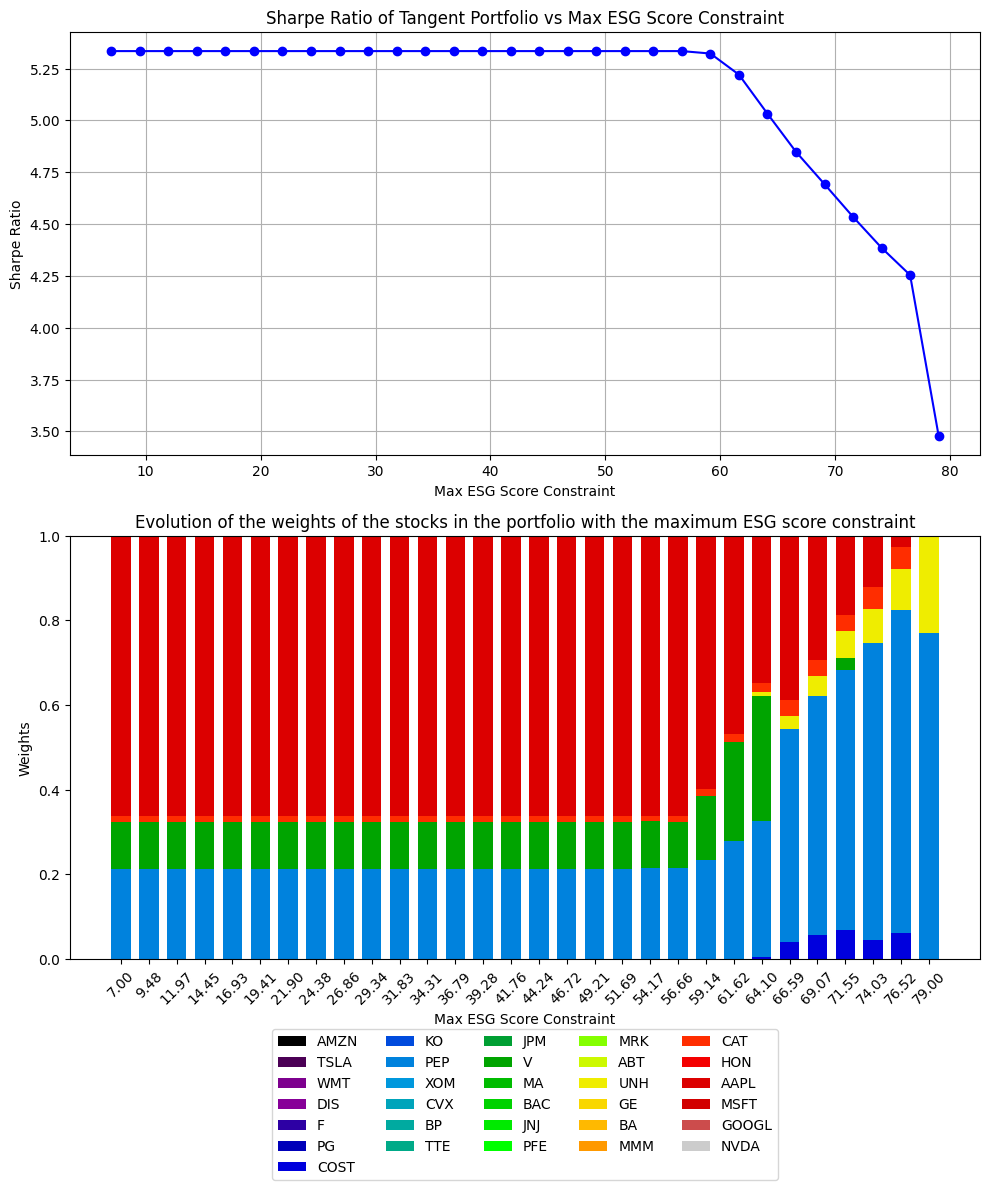 Sharpe Ratio of Tangent Portfolio vs Max ESG Score Constraint
5.25
5.00
4.75
4.50
4.25
4.00
3.75
3.50
Sharpe Ratio
10 20 30 40 50 60 70 80
Max ESG Score Constraint
Evolution of the weights of the stocks in the portfolio with the maximum ESG score constraint
1.0
0.8
0.6
0.4
0.2
0.0
Weights
7.00 9.48 11.97 14.45 16.93 19.41 21.90 24.38 26.86 29.34 31.83 34.31 36.79 39.28 41.76 44.24 46.72 49.21 51.69 54.17 56.66 59.14 61.62 64.10 66.59 69.07 71.55 74.03 76.52 79.00
Max ESG Score Constraint
AMZN KO JPM MRK CAT
TSLA PEP V ABT HON
WMT XOM MA UNH AAPL
DIS CVX BAC GE MSFT
F BP JNJ BA GOOGL
PG TTE PFE MMM NVDA
COST